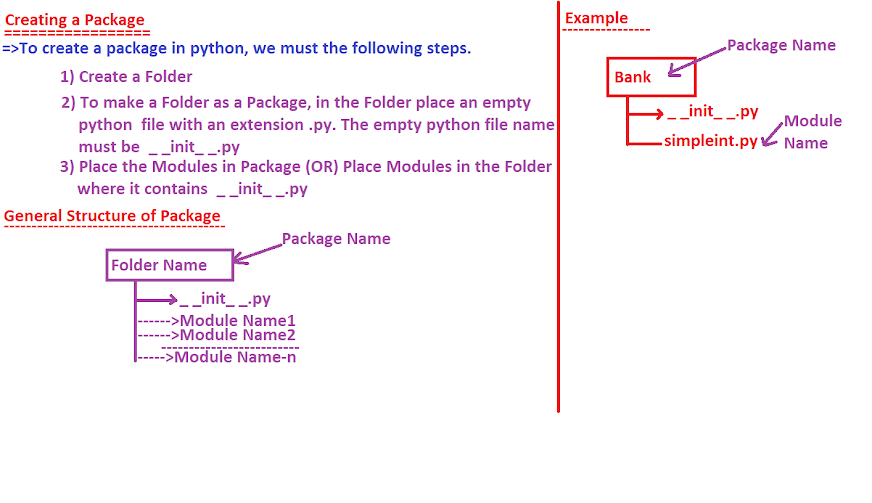 Creating a Package
=================
=>To create a package in python, we must the following steps.
1) Create a Folder
2) To make a Folder as a Package, in the Folder place an empty
python file with an extension .py. The empty python file name
must be _ _init_ _.py
3) Place the Modules in Package (OR) Place Modules in the Folder
where it contains _ _init_ _.py
General Structure of Package
-----------------------------------
Package Name
Folder Name
_ _init_ _.py
------>Module Name1
------>Module Name2
---------------------------
----->Module Name-n
Example
----------------
Package Name
Bank
_ _init_ _.py
simpleint.py
Module
Name